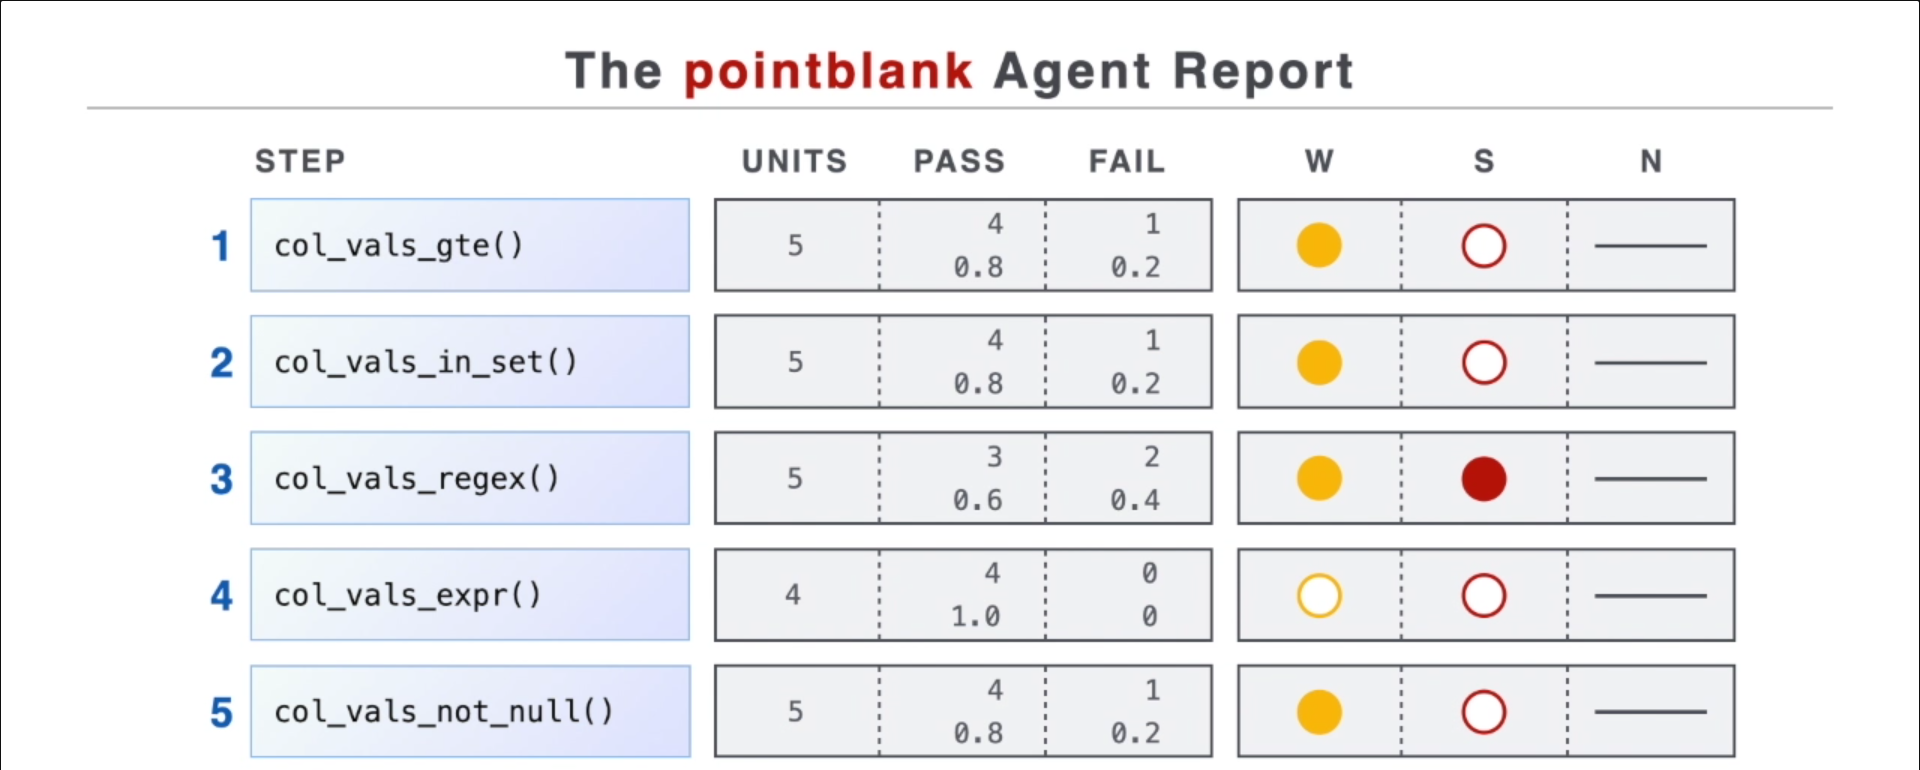 The pointblank Agent Report
STEP UNITS PASS FAIL W S N
1 col_vals_gte() 5 4 1
0.8 0.2
2 col_vals_in_set() 5 4 1
0.8 0.2
3 col_vals_regex() 5 3 2
0.6 0.4
4 col_vals_expr() 4 4 0
1.0 0
5 col_vals_not_null() 5 4 1
0.8 0.2